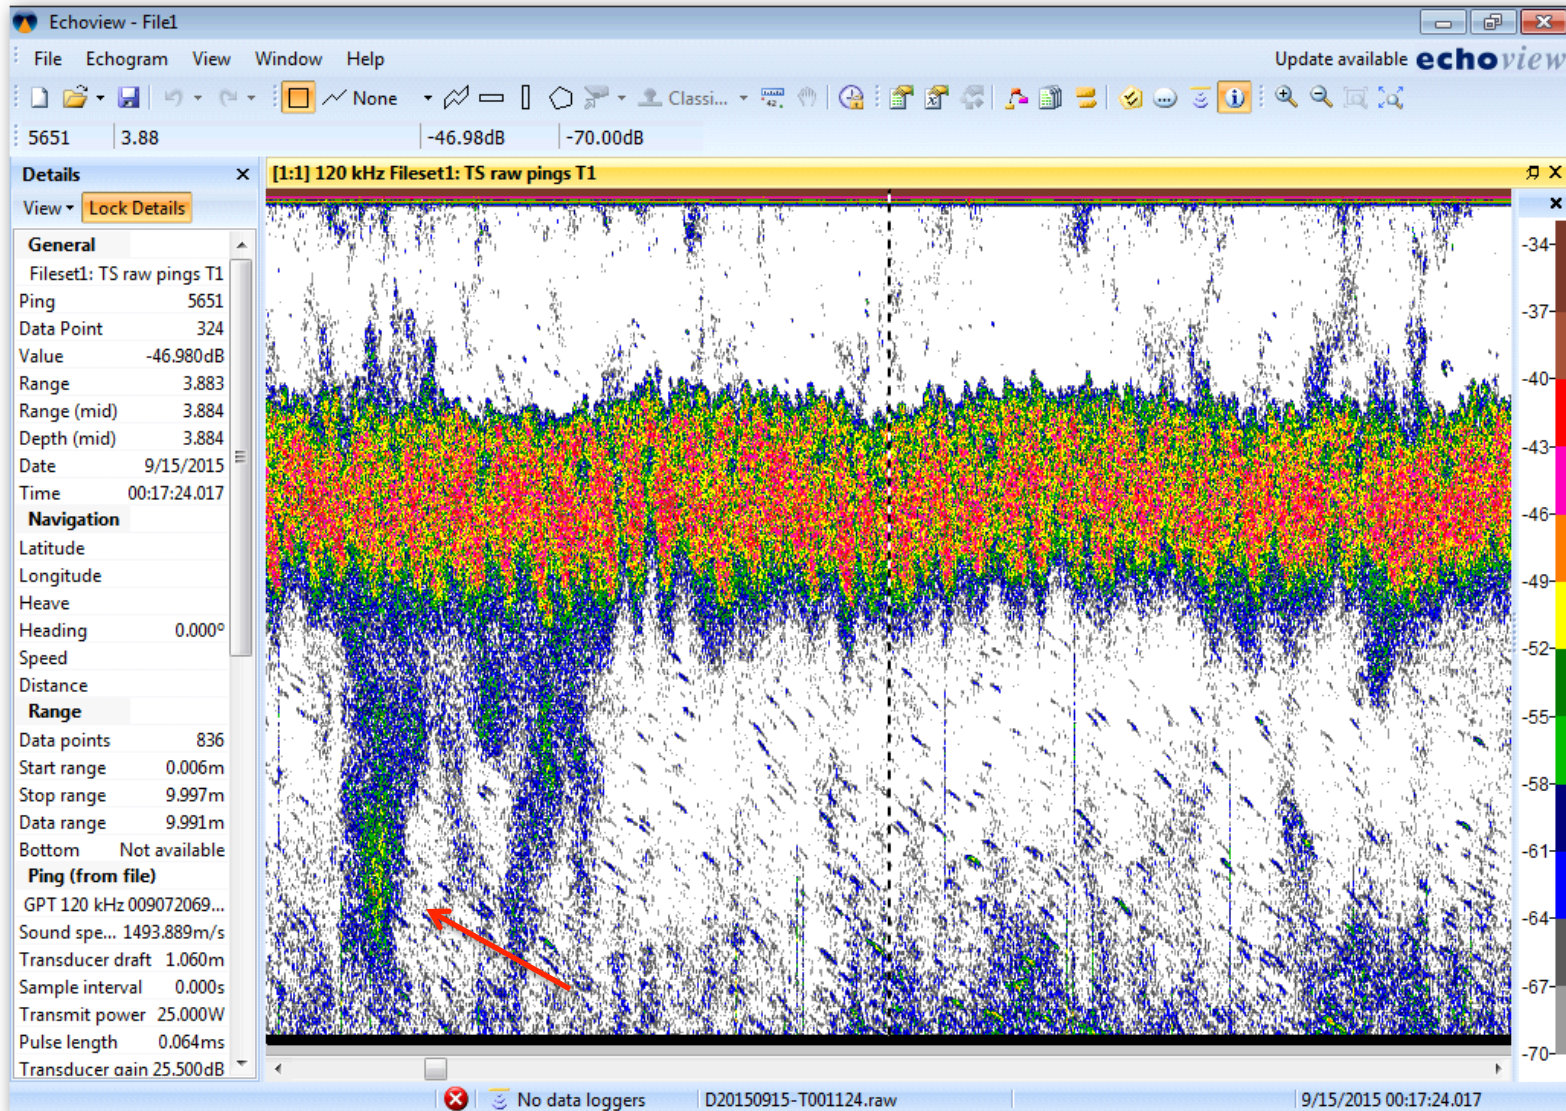 Echoview - File1
File Echogram View Window Help
Update available echoview
None
Classi...
5651 3.88 -46.98dB -70.00dB
Details
[1:1] 120 kHz Fileset1: TS raw pings T1
View Lock Details
General
Fileset1: TS raw pings T1
Ping 5651
Data Point 324
Value -46.980dB
Range 3.883
Range (mid) 3.884
Depth (mid) 3.884
Date 9/15/2015
Time 00:17:24.017
Navigation
Latitude
Longitude
Heave
Heading 0.000º
Speed
Distance
Range
Data points 836
Start range 0.006m
Stop range 9.997m
Data range 9.991m
Bottom Not available
Ping (from file)
GPT 120 kHz 009072069...
Sound spe... 1493.889m/s
Transducer draft 1.060m
Sample interval 0.000s
Transmit power 25.000W
Pulse length 0.064ms
Transducer gain 25.500dB
-34
-37
-40
-43
-46
-49
-52
-55
-58
-61
-64
-67
-70
No data loggers D20150915-T001124.raw 9/15/2015 00:17:24.017